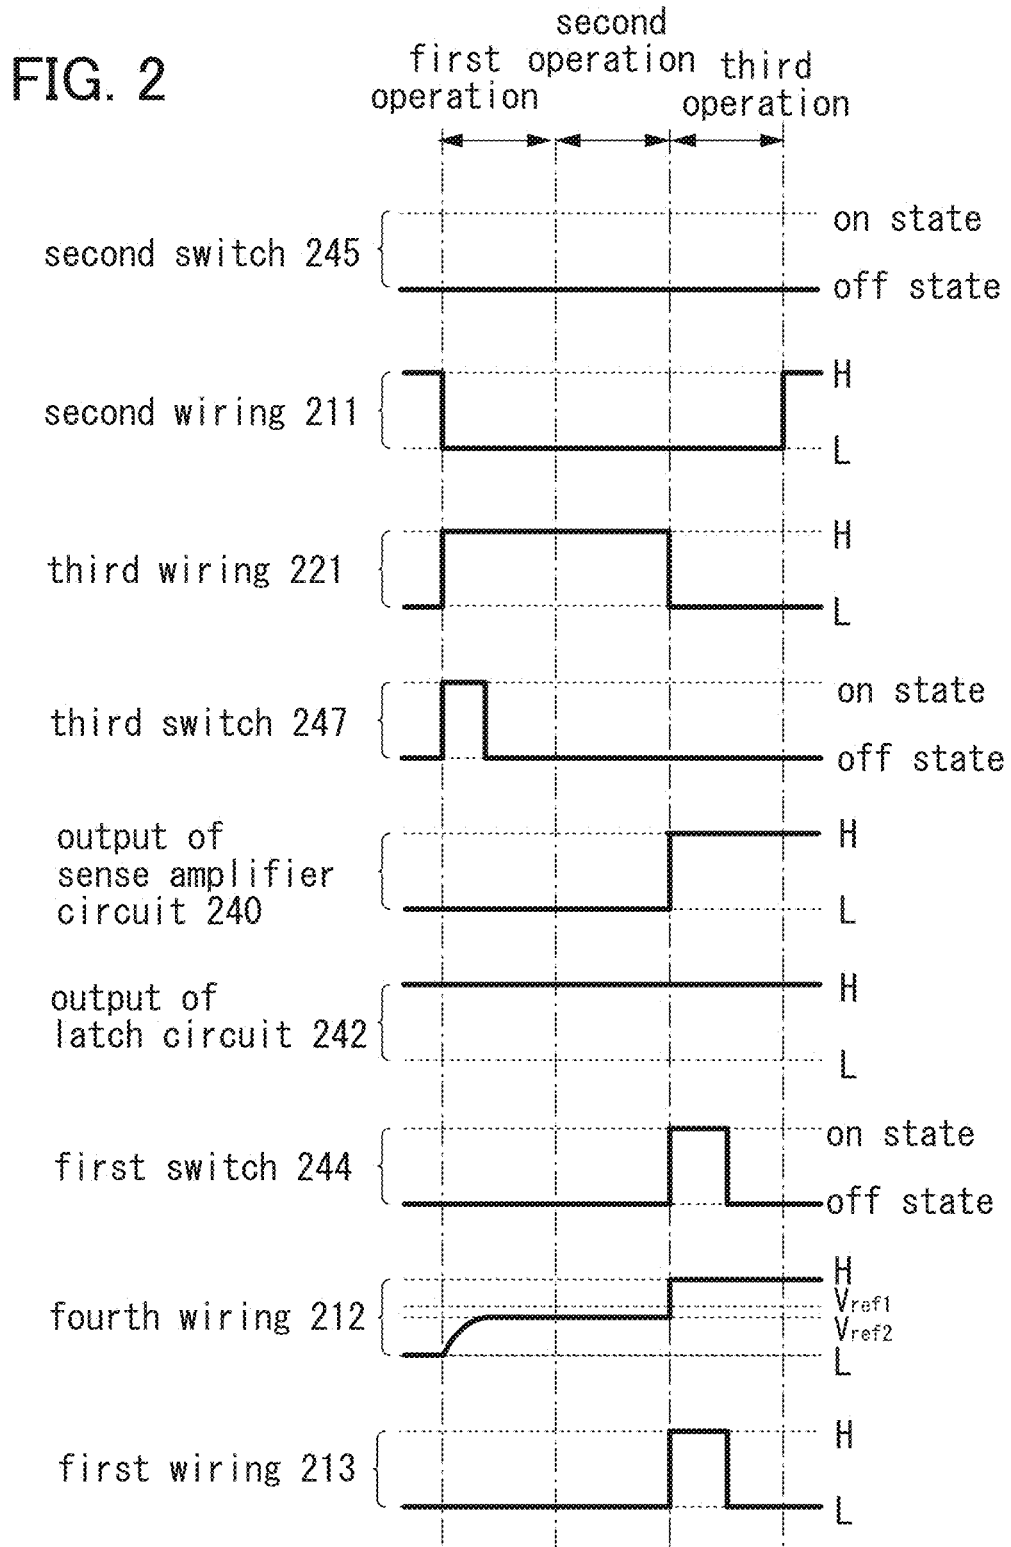 FIG. 2
first
operation
second
operation
third
operation
second switch 245
on state
off state
second wiring 211
H
L
third wiring 221
H
L
third switch 247
on state
off state
output of
sense amplifier
circuit 240
H
L
output of
latch circuit 242
H
L
first switch 244
on state
off state
fourth wiring 212
H
Vref1
Vref2
L
first wiring 213
H
L